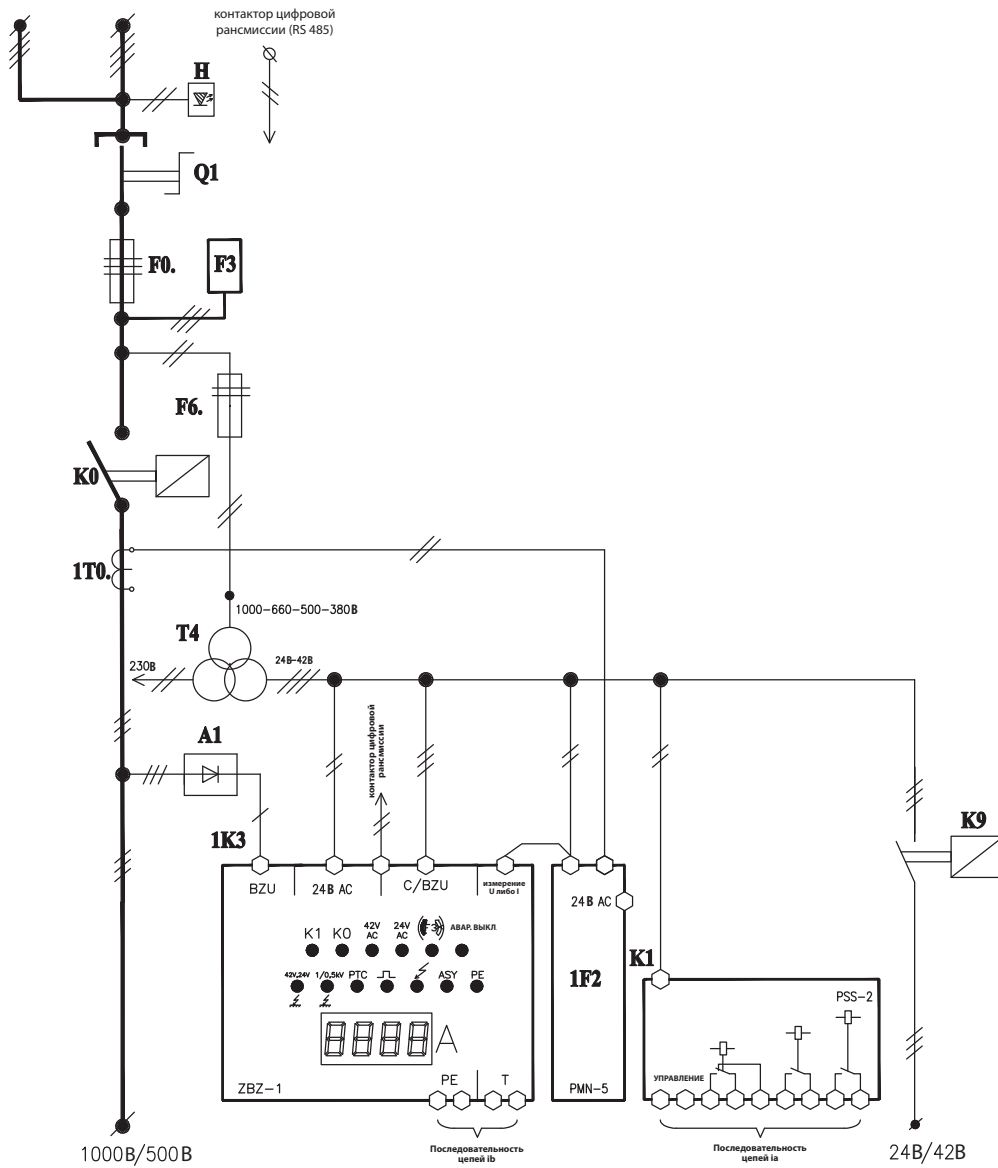 контактор цифровой
рансмиссии (RS 485)
H
Q1
F0.
F3
F6.
K0
1T0.
1000-660-500-380В
T4
230В
24В-42В
A1
контактор цифровой
рансмиссии
K9
1K3
BZU
24В AC
C/BZU
измерение
U либо I
24В AC
K1
K0
42V
AC
24V
AC
F3
АВАР. ВЫКЛ.
K1
1F2
42V,24V
1/0,5kV
PTC
ASY
PE
PSS-2
8888 A
УПРАВЛЕНИЕ
PE
T
ZBZ-1
PMN-5
Последовательность
цепей ib
Последовательность
цепей ia
1000В/500В
24В/42В